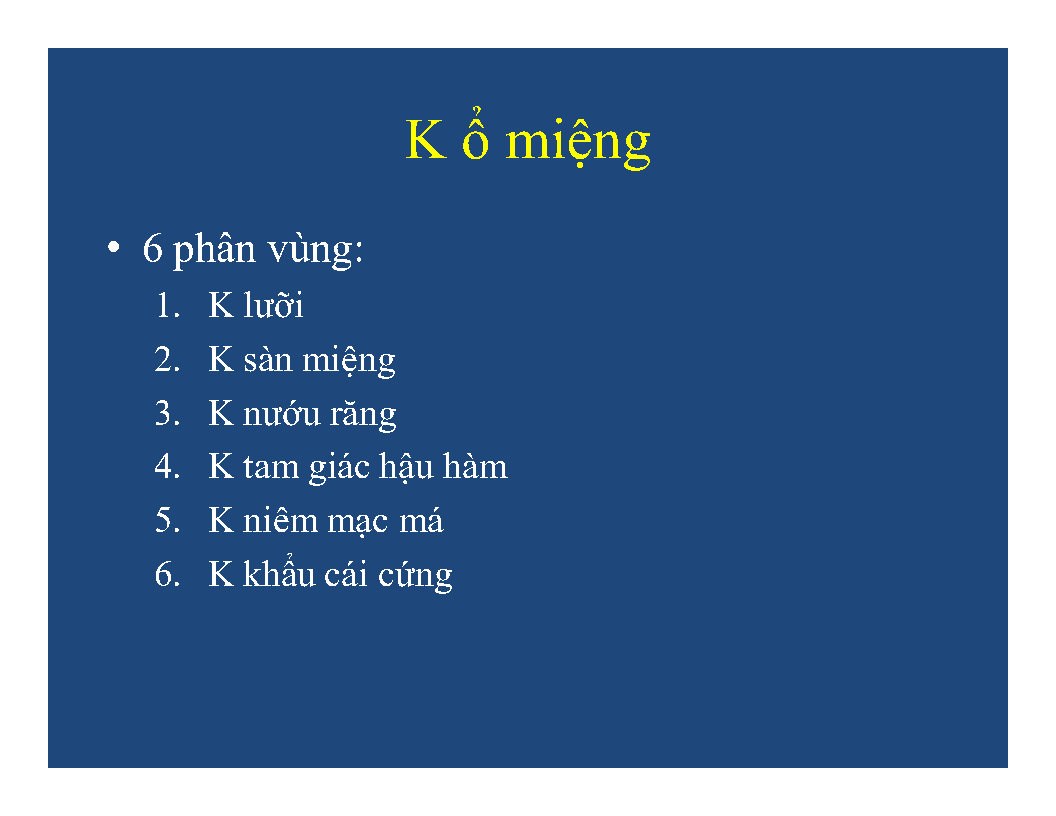 K ổ miệng
• 6 phân vùng:
1. K lưỡi
2. K sàn miệng
3. K nướu răng
4. K tam giác hậu hàm
5. K niêm mạc má
6. K khẩu cái cứng